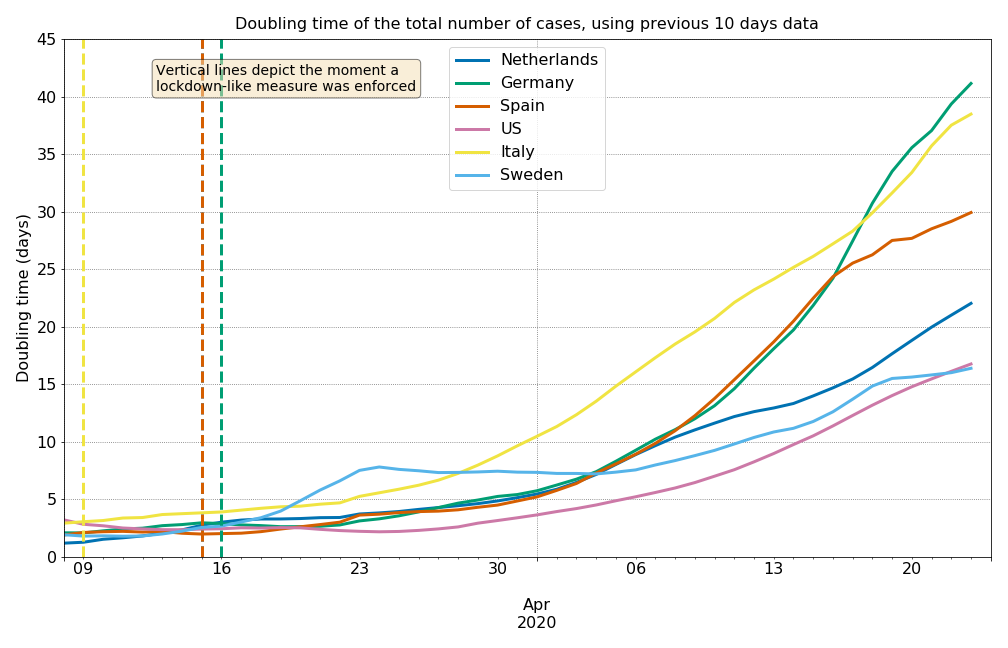 Doubling time of the total number of cases, using previous 10 days data
45
40
35
30
25
20
15
10
5
0
Doubling time (days)
Vertical lines depict the moment a
lockdown-like measure was enforced
Netherlands
Germany
Spain
US
Italy
Sweden
09 16 23 30 06 13 20
Apr
2020